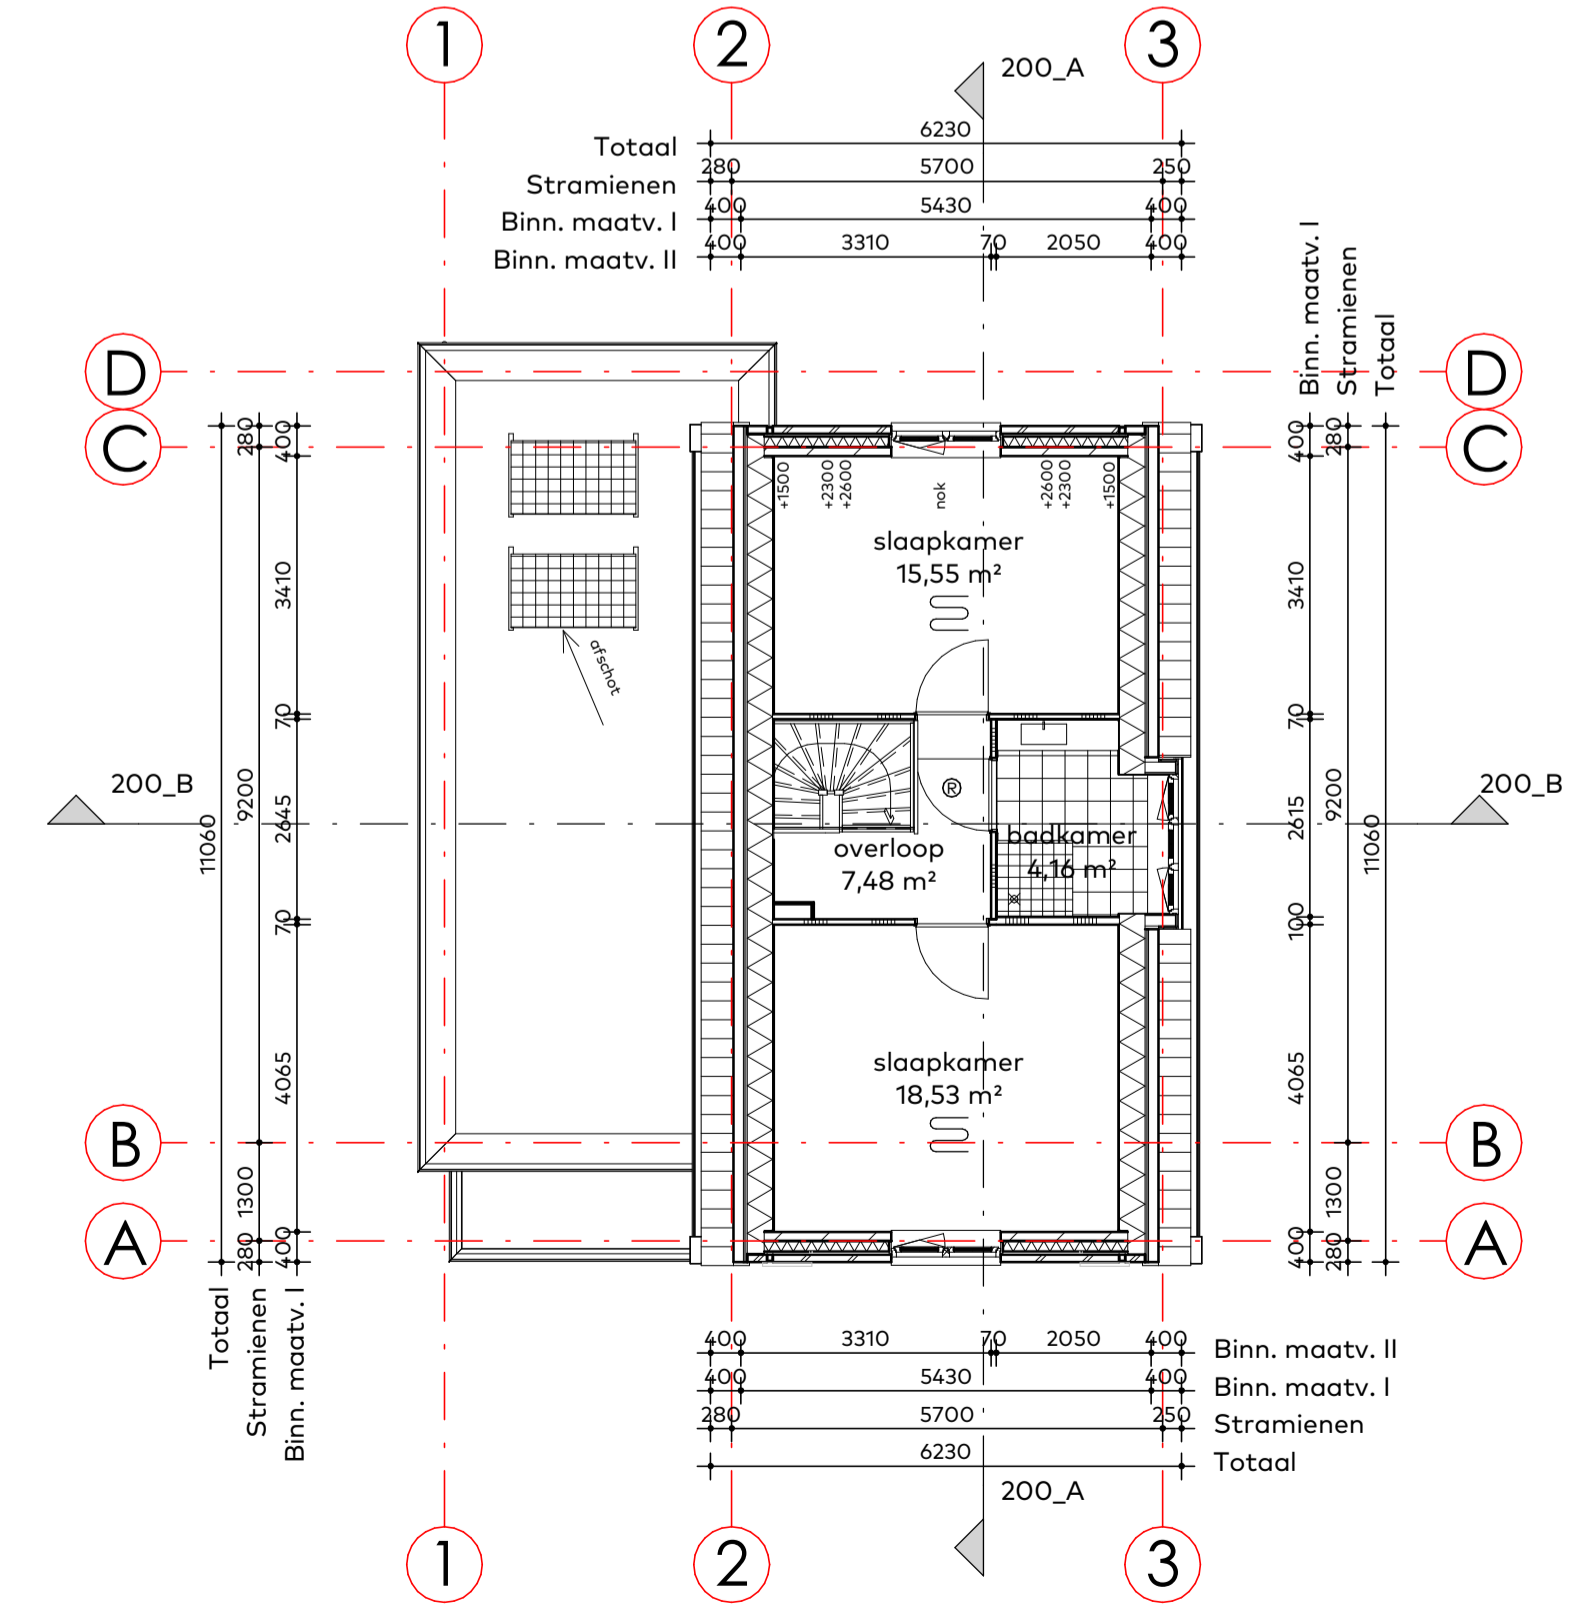 1
2
3
200_A
6230
Totaal
280 5700 250
Stramienen
400 5430 400
Binn. maatv. I
400 3310 70 2050 400
Binn. maatv. II
Binn. maatv. I
Stramienen
Totaal
D
D
C
C
280
400
400
280
+1500
+2300
+2600
nok
+2600
+2300
+1500
slaapkamer
15,55 m²
3410
3410
afschot
70
70
200_B
200_B
11060
9200
2645
2615
9200
11060
R
badkamer
4,16 m²
overloop
7,48 m²
70
100
4065
4065
slaapkamer
18,53 m²
B
B
1300
1300
A
A
280
400
400
280
Totaal
Stramienen
Binn. maatv. I
400 3310 70 2050 400
Binn. maatv. II
400 5430 400
Binn. maatv. I
280 5700 250
Stramienen
6230
Totaal
200_A
1
2
3